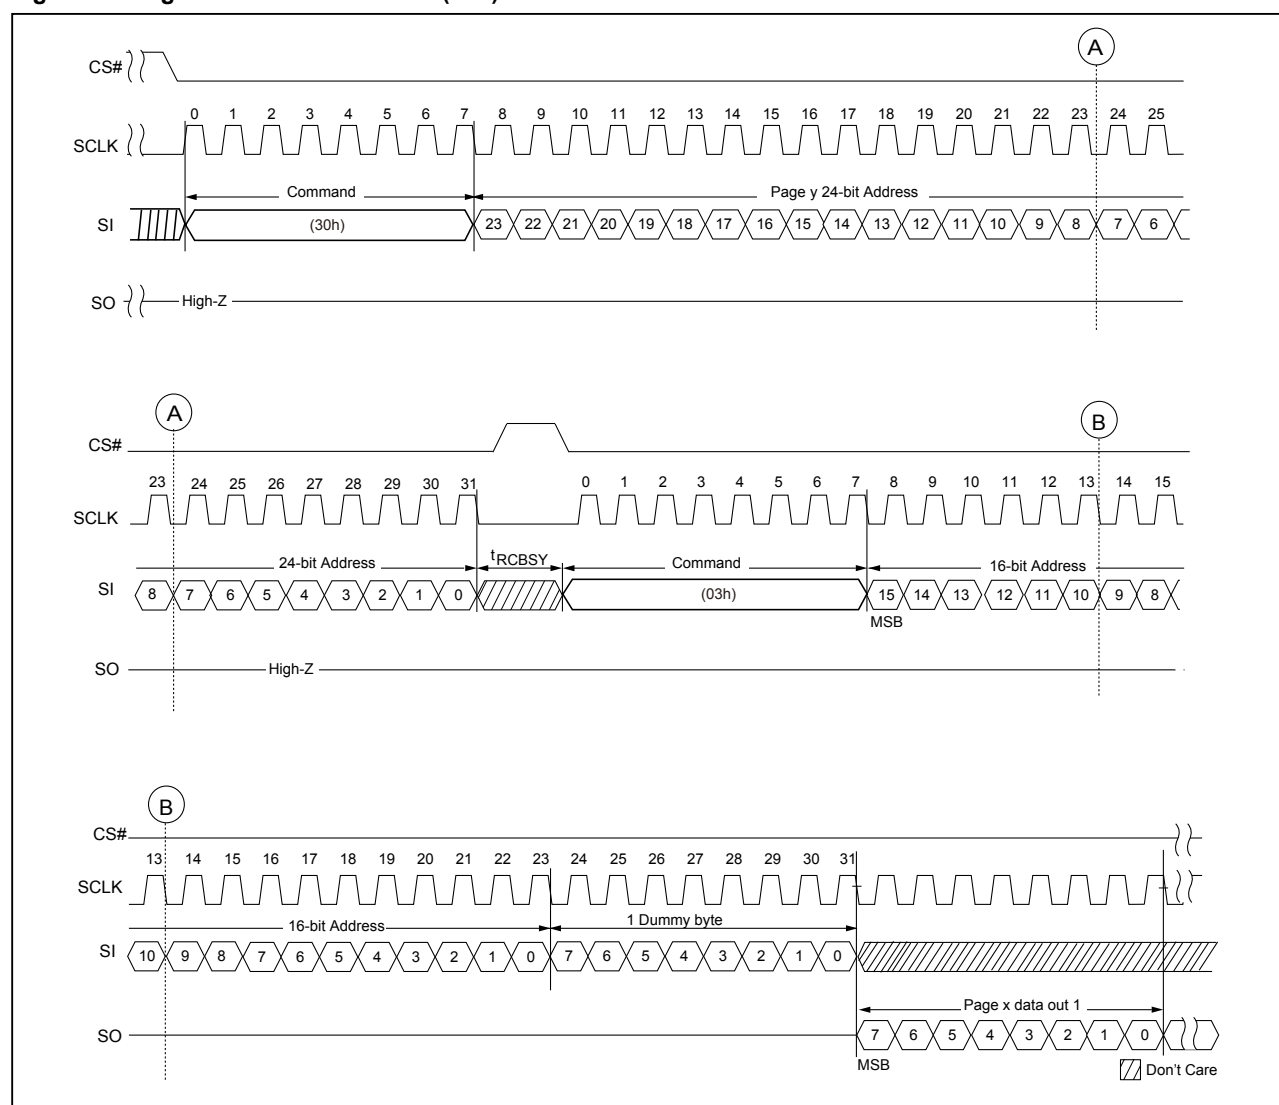 CS#
A
0 1 2 3 4 5 6 7 8 9 10 11 12 13 14 15 16 17 18 19 20 21 22 23 24 25
SCLK
Command Page y 24-bit Address
SI (30h) 23 22 21 20 19 18 17 16 15 14 13 12 11 10 9 8 7 6
SO High-Z
A B
CS#
23 24 25 26 27 28 29 30 31 0 1 2 3 4 5 6 7 8 9 10 11 12 13 14 15
SCLK
24-bit Address tRCBSY Command 16-bit Address
SI 8 7 6 5 4 3 2 1 0 (03h) 15 14 13 12 11 10 9 8
MSB
SO High-Z
B
CS#
13 14 15 16 17 18 19 20 21 22 23 24 25 26 27 28 29 30 31
SCLK
16-bit Address 1 Dummy byte
SI 10 9 8 7 6 5 4 3 2 1 0 7 6 5 4 3 2 1 0
Page x data out 1
SO 7 6 5 4 3 2 1 0
MSB
Don't Care